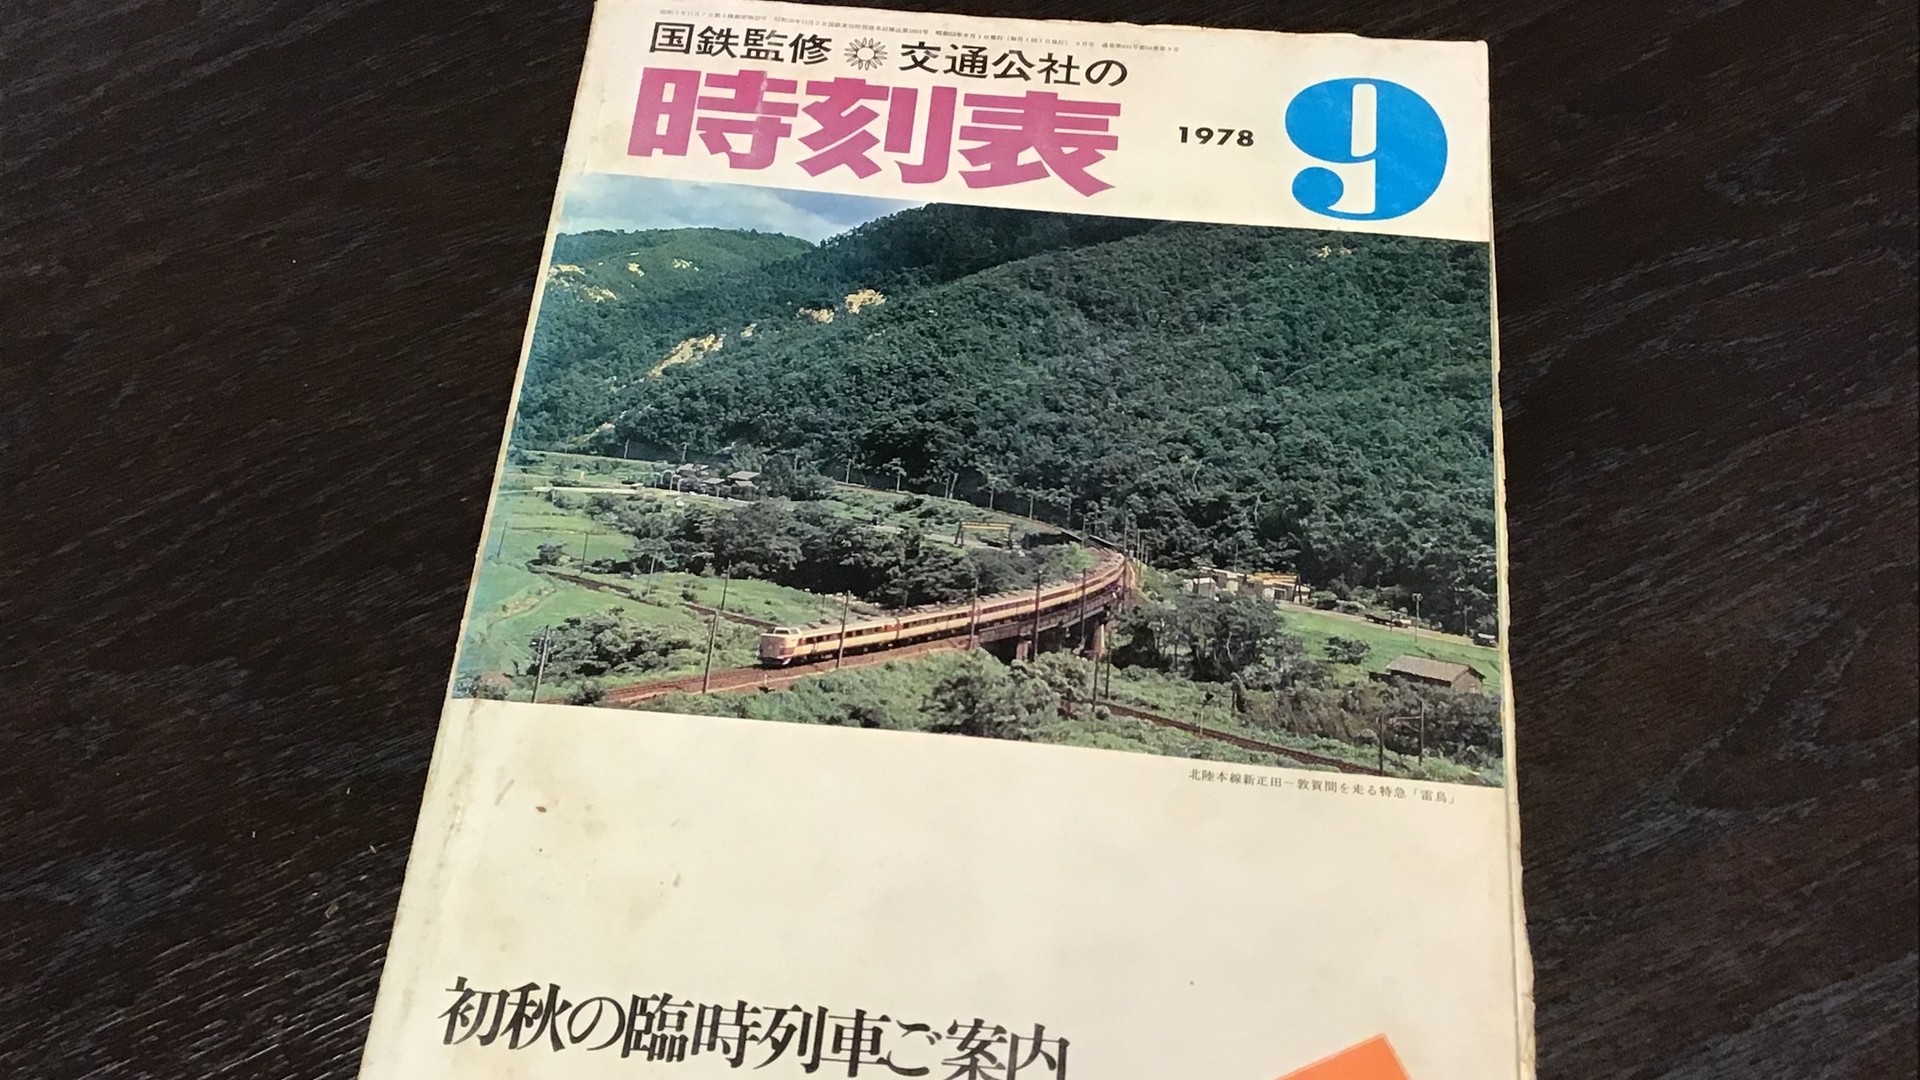 国鉄監修 交通公社の
時刻表
1978
9
北陸本線新疋田―敦賀間を走る特急「雷鳥」
初秋の臨時列車ご案内